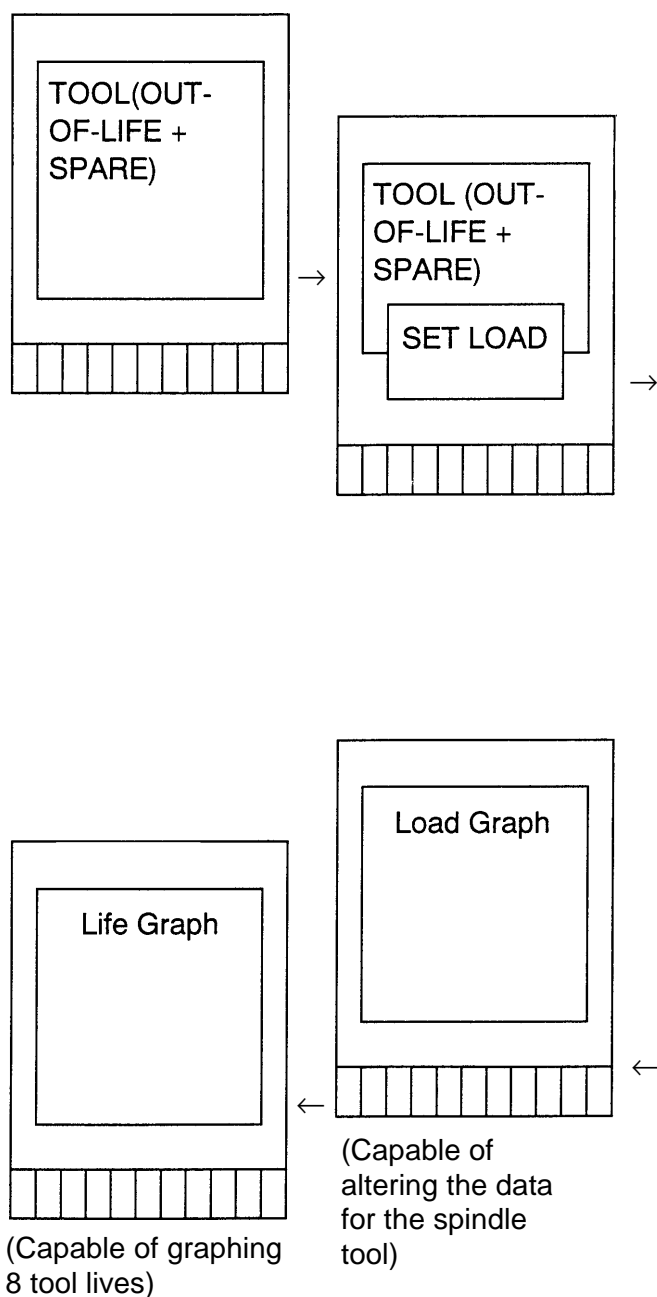 TOOL(OUT-
OF-LIFE +
SPARE)
→
TOOL (OUT-
OF-LIFE +
SPARE)
SET LOAD
→
Load Graph
←
(Capable of
altering the data
for the spindle
tool)
Life Graph
←
(Capable of graphing
8 tool lives)